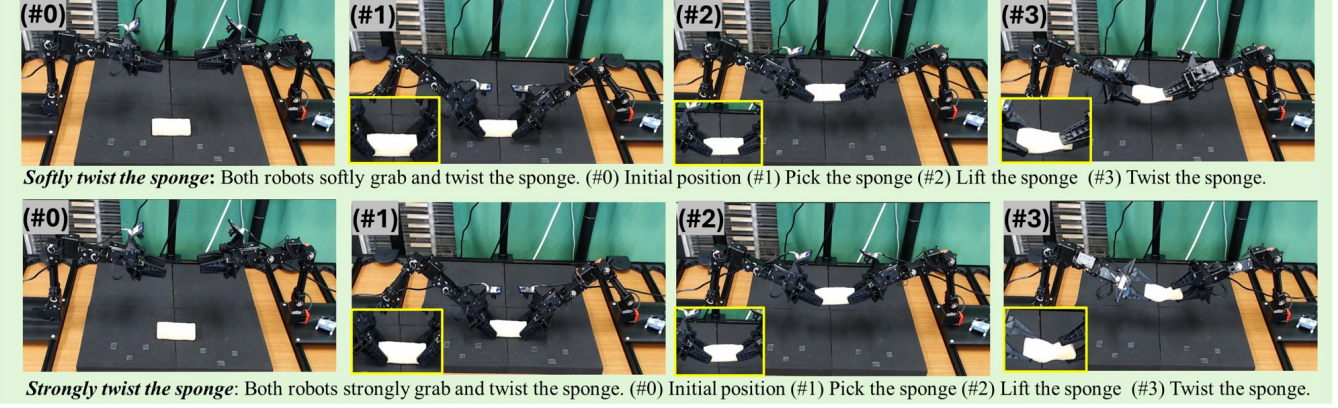 (#0) (#1) (#2) (#3)
Softly twist the sponge: Both robots softly grab and twist the sponge. (#0) Initial position (#1) Pick the sponge (#2) Lift the sponge (#3) Twist the sponge.
(#0) (#1) (#2) (#3)
Strongly twist the sponge: Both robots strongly grab and twist the sponge. (#0) Initial position (#1) Pick the sponge (#2) Lift the sponge (#3) Twist the sponge.